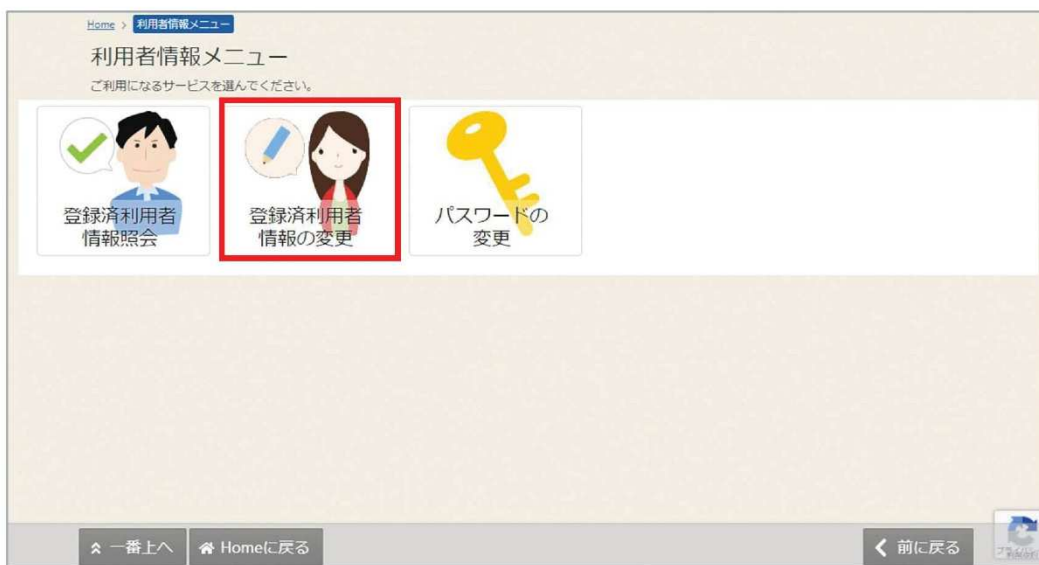 Home > 利用者情報メニュー
利用者情報メニュー
ご利用になるサービスを選んでください。
登録済利用者
情報照会
登録済利用者
情報の変更
パスワードの
変更
一番上へ
Homeに戻る
前に戻る